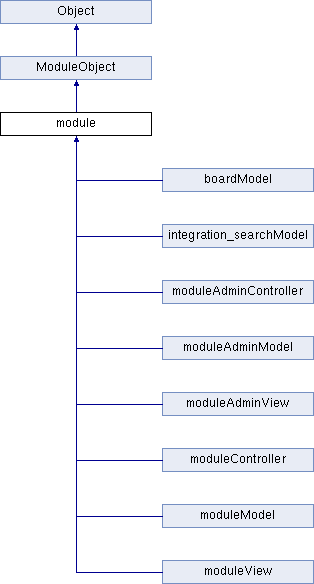 Object
ModuleObject
module
boardModel
integration_searchModel
moduleAdminController
moduleAdminModel
moduleAdminView
moduleController
moduleModel
moduleView